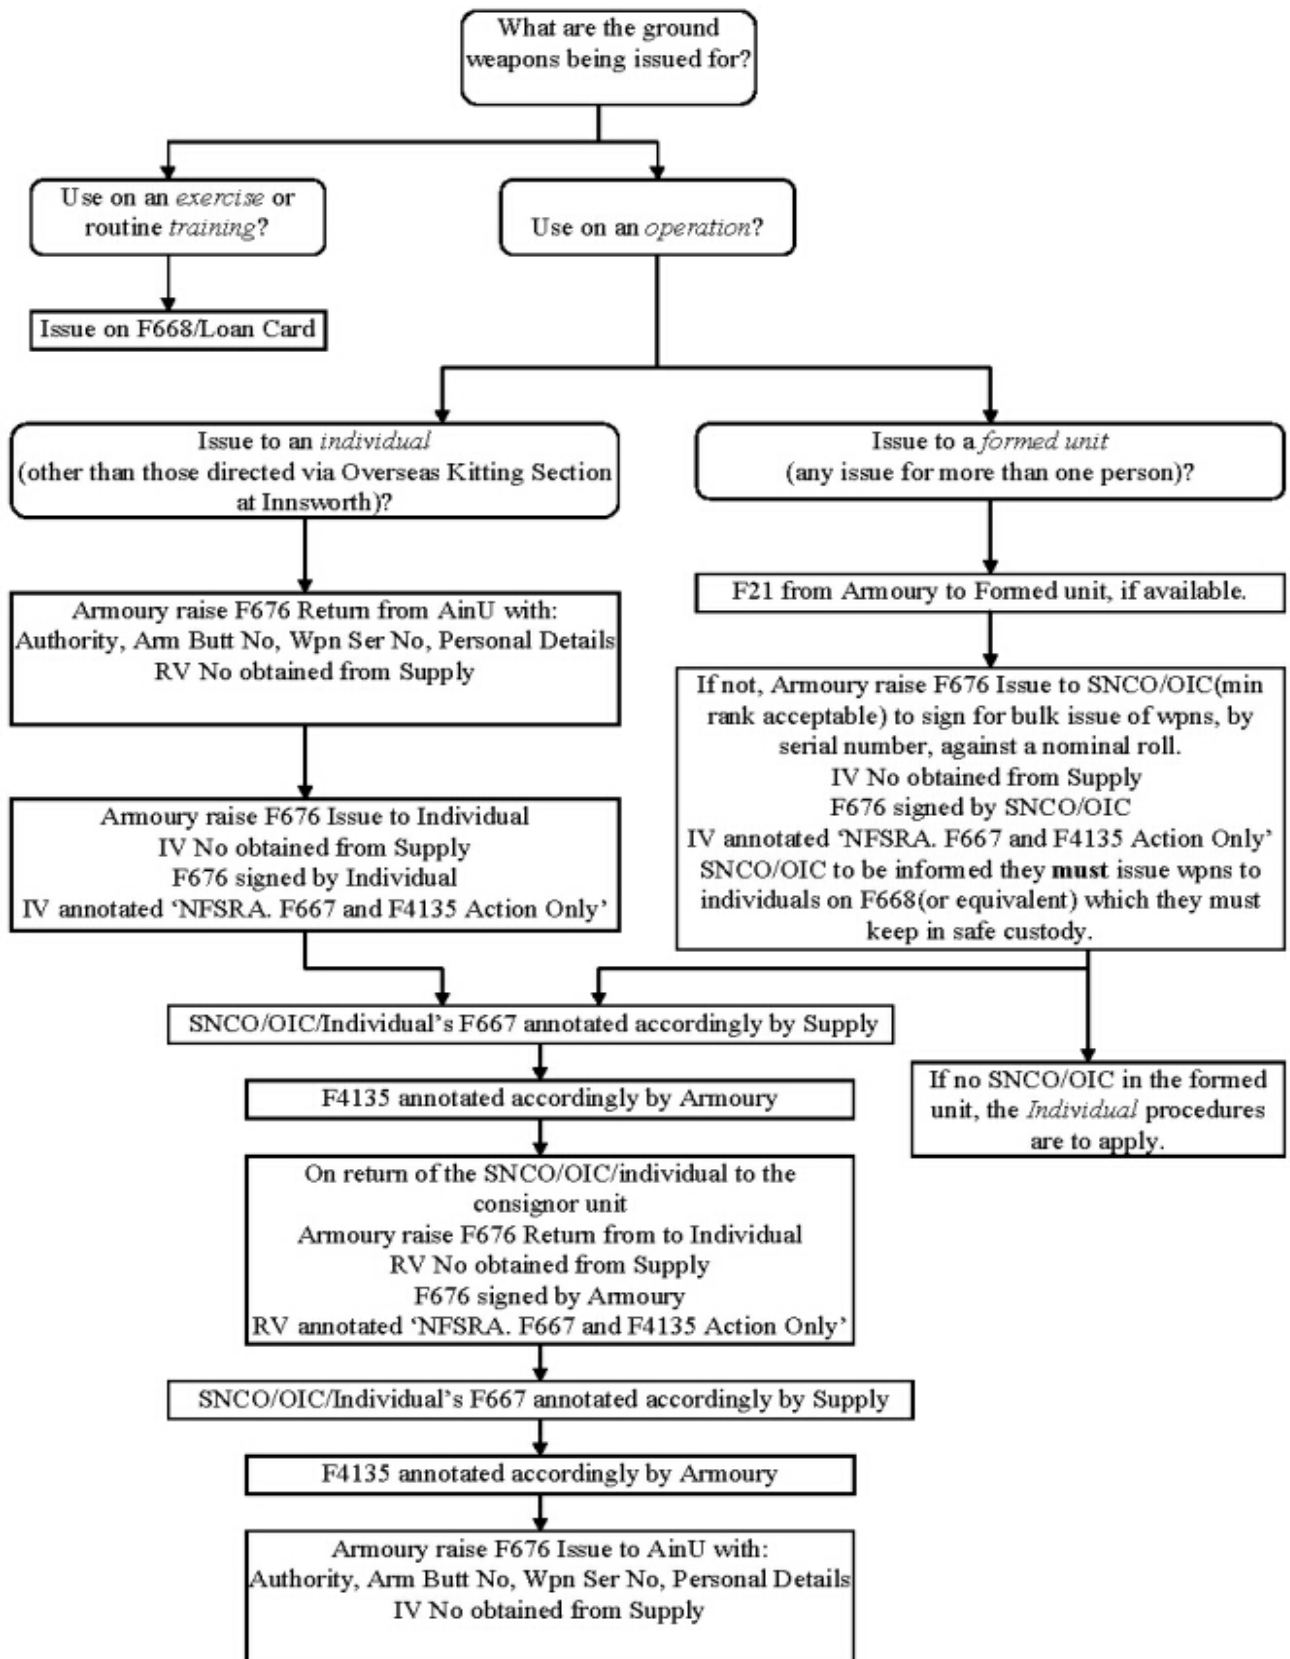 What are the ground
weapons being issued for?
Use on an exercise or
routine training?
Use on an operation?
Issue on F668/Loan Card
Issue to an individual
(other than those directed via Overseas Kitting Section
at Innsworth)?
Issue to a formed unit
(any issue for more than one person)?
Armoury raise F676 Return from AinU with:
Authority, Arm Butt No, Wpn Ser No, Personal Details
RV No obtained from Supply
F21 from Armoury to Formed unit, if available.
Armoury raise F676 Issue to Individual
IV No obtained from Supply
F676 signed by Individual
IV annotated ‘NFSRA. F667 and F4135 Action Only’
If not, Armoury raise F676 Issue to SNCO/OIC(min
rank acceptable) to sign for bulk issue of wpns, by
serial number, against a nominal roll.
IV No obtained from Supply
F676 signed by SNCO/OIC
IV annotated ‘NFSRA. F667 and F4135 Action Only’
SNCO/OIC to be informed they must issue wpns to
individuals on F668(or equivalent) which they must
keep in safe custody.
SNCO/OIC/Individual’s F667 annotated accordingly by Supply
F4135 annotated accordingly by Armoury
If no SNCO/OIC in the formed
unit, the Individual procedures
are to apply.
On return of the SNCO/OIC/individual to the
consignor unit
Armoury raise F676 Return from to Individual
RV No obtained from Supply
F676 signed by Armoury
RV annotated ‘NFSRA. F667 and F4135 Action Only’
SNCO/OIC/Individual’s F667 annotated accordingly by Supply
F4135 annotated accordingly by Armoury
Armoury raise F676 Issue to AinU with:
Authority, Arm Butt No, Wpn Ser No, Personal Details
IV No obtained from Supply